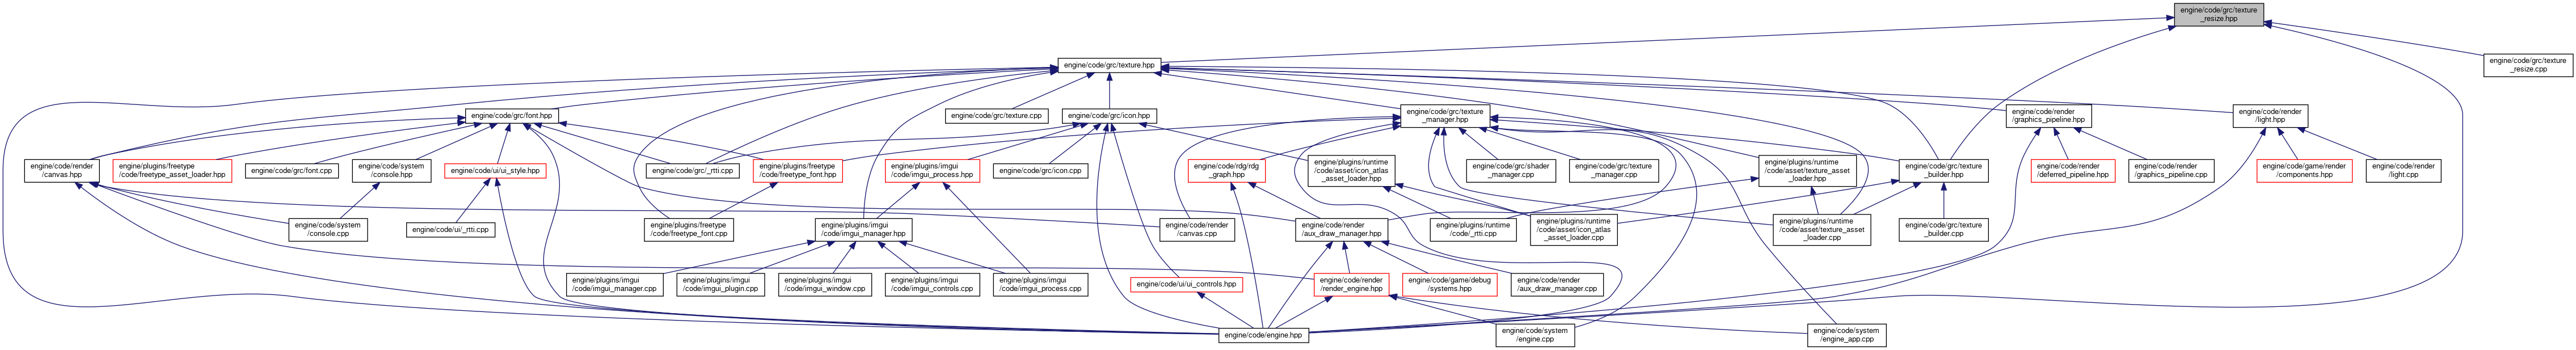 engine/code/grc/texture
_resize.hpp
engine/code/grc/texture.hpp
engine/code/grc/texture
_resize.cpp
engine/code/grc/font.hpp
engine/code/grc/texture.cpp
engine/code/grc/icon.hpp
engine/code/grc/texture
_manager.hpp
engine/code/render
/graphics_pipeline.hpp
engine/code/render
/light.hpp
engine/code/render
/canvas.hpp
engine/plugins/freetype
/code/freetype_asset_loader.hpp
engine/code/grc/font.cpp
engine/code/system
/console.hpp
engine/code/ui/ui_style.hpp
engine/code/grc/_rtti.cpp
engine/plugins/freetype
/code/freetype_font.hpp
engine/plugins/imgui
/code/imgui_process.hpp
engine/code/grc/icon.cpp
engine/code/rdg/rdg
_graph.hpp
engine/plugins/runtime
/code/asset/icon_atlas
_asset_loader.hpp
engine/code/grc/shader
_manager.cpp
engine/code/grc/texture
_manager.cpp
engine/plugins/runtime
/code/asset/texture_asset
_loader.hpp
engine/code/grc/texture
_builder.hpp
engine/code/render
/deferred_pipeline.hpp
engine/code/render
/graphics_pipeline.cpp
engine/code/game/render
/components.hpp
engine/code/render
/light.cpp
engine/code/system
/console.cpp
engine/code/ui/_rtti.cpp
engine/plugins/freetype
/code/freetype_font.cpp
engine/plugins/imgui
/code/imgui_manager.hpp
engine/code/render
/canvas.cpp
engine/code/render
/aux_draw_manager.hpp
engine/plugins/runtime
/code/_rtti.cpp
engine/plugins/runtime
/code/asset/icon_atlas
_asset_loader.cpp
engine/plugins/runtime
/code/asset/texture_asset
_loader.cpp
engine/code/grc/texture
_builder.cpp
engine/plugins/imgui
/code/imgui_manager.cpp
engine/plugins/imgui
/code/imgui_plugin.cpp
engine/plugins/imgui
/code/imgui_window.cpp
engine/plugins/imgui
/code/imgui_controls.cpp
engine/plugins/imgui
/code/imgui_process.cpp
engine/code/ui/ui_controls.hpp
engine/code/render
/render_engine.hpp
engine/code/game/debug
/systems.hpp
engine/code/render
/aux_draw_manager.cpp
engine/code/engine.hpp
engine/code/system
/engine.cpp
engine/code/system
/engine_app.cpp